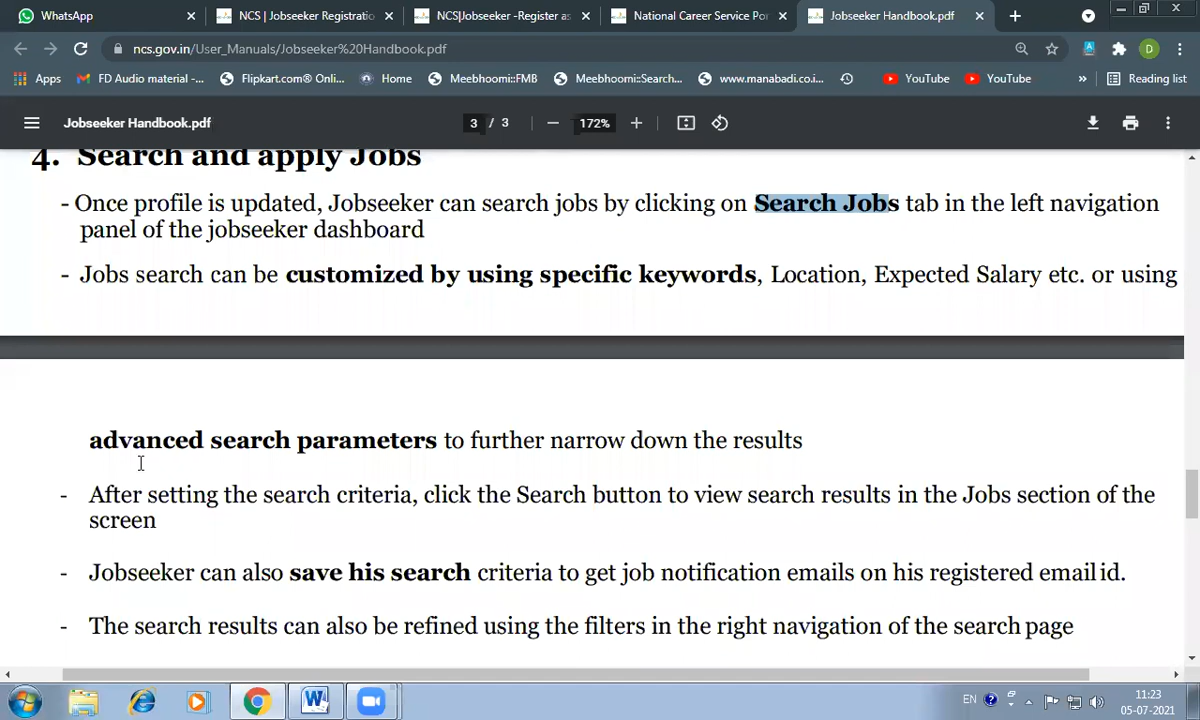 WhatsApp
NCS | Jobseeker Registratio
NCS|Jobseeker -Register as
National Career Service Po
Jobseeker Handbook.pdf
D
ncs.gov.in/User_Manuals/Jobseeker%20Handbook.pdf
Apps
FD Audio material -...
Flipkart.com® Onli...
Home
Meebhoomi::FMB
Meebhoomi::Search...
www.manabadi.co.i...
YouTube
YouTube
»
Reading list
Jobseeker Handbook.pdf
3 / 3
172%
4. Search and apply Jobs
- Once profile is updated, Jobseeker can search jobs by clicking on Search Jobs tab in the left navigation
panel of the jobseeker dashboard
- Jobs search can be customized by using specific keywords, Location, Expected Salary etc. or using
advanced search parameters to further narrow down the results
- After setting the search criteria, click the Search button to view search results in the Jobs section of the
screen
- Jobseeker can also save his search criteria to get job notification emails on his registered email id.
- The search results can also be refined using the filters in the right navigation of the search page
EN
11:23
05-07-2021